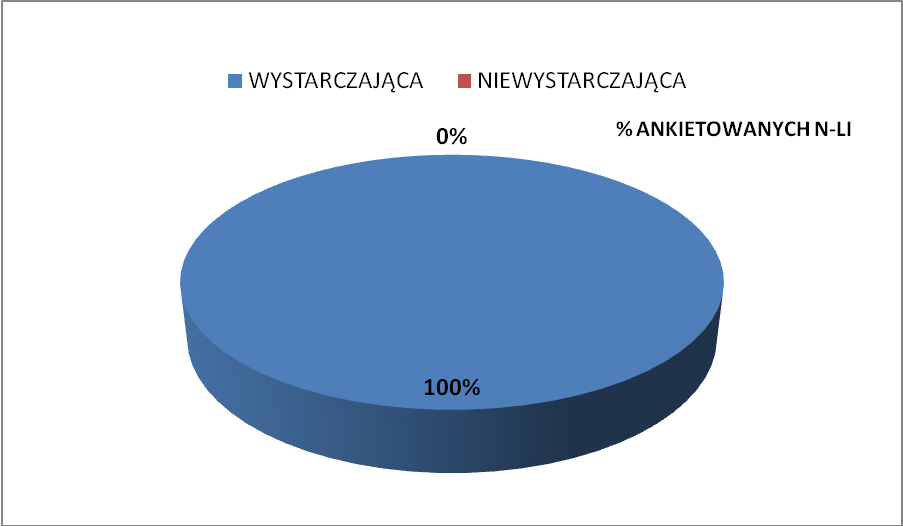 WYSTARCZAJĄCA NIEWYSTARCZAJĄCA
% ANKIETOWANYCH N-LI
0%
100%